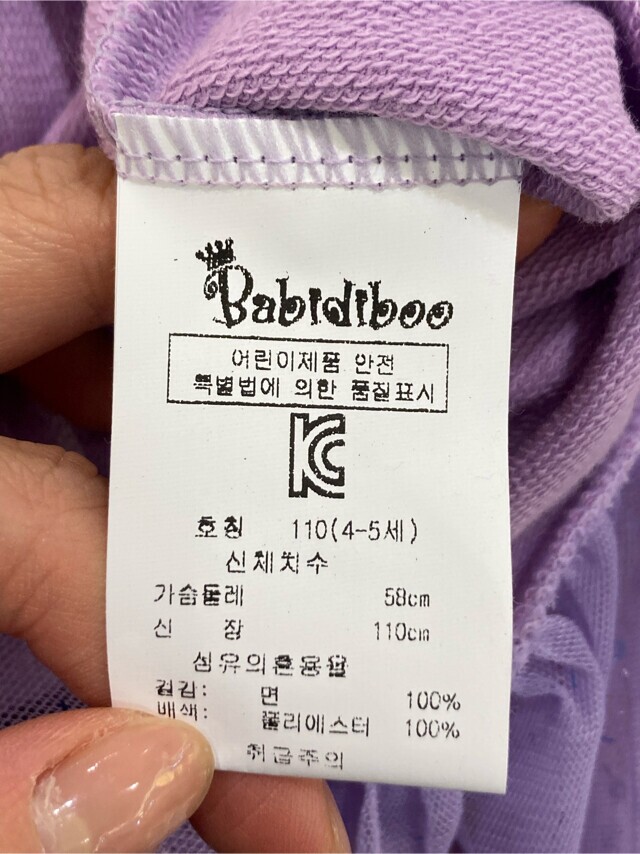 Babidiboo
어린이제품 안전
특별법에 의한 품질표시
KC
호칭 110(4-5세)
신체치수
가슴둘레 58cm
신 장 110cm
섬유의혼용율
겉감: 면 100%
배색: 폴리에스터 100%
취급주의